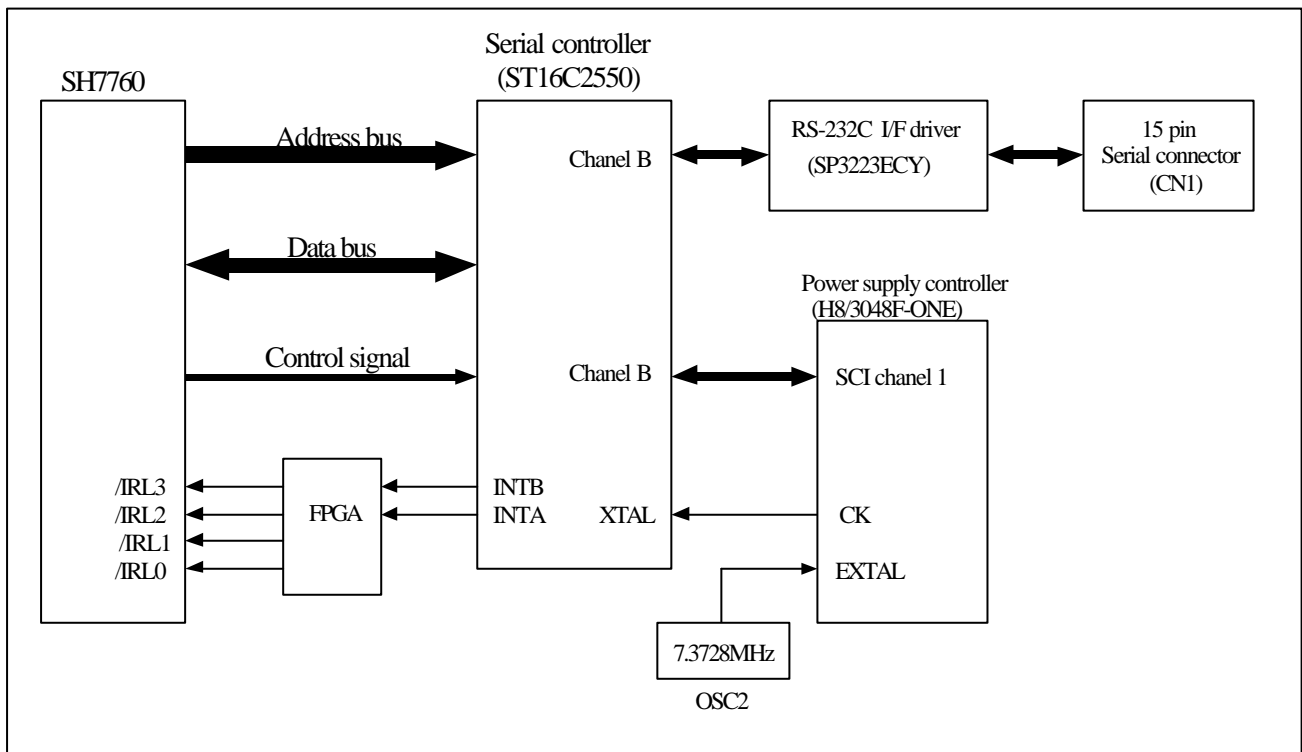 Serial controller
(ST16C2550)
SH7760
Address bus
Chanel B
RS-232C I/F driver
(SP3223ECY)
15 pin
Serial connector
(CN1)
Data bus
Power supply controller
(H8/3048F-ONE)
Control signal
Chanel B
SCI chanel 1
/IRL3
/IRL2
/IRL1
/IRL0
FPGA
INTB
INTA
XTAL
CK
EXTAL
7.3728MHz
OSC2